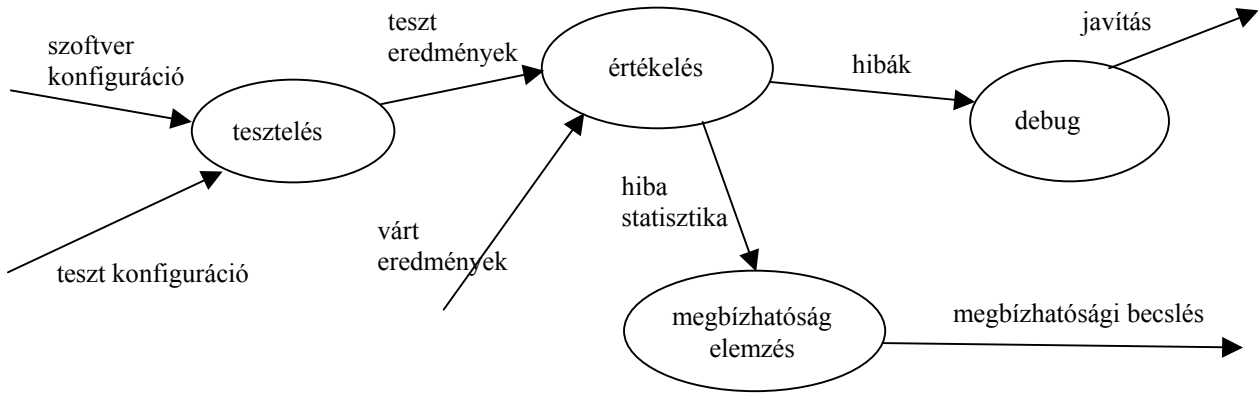 szoftver
konfiguráció
teszt
eredmények
értékelés
hibák
javítás
tesztelés
debug
hiba
statisztika
várt
eredmények
teszt konfiguráció
megbízhatóság
elemzés
megbízhatósági becslés